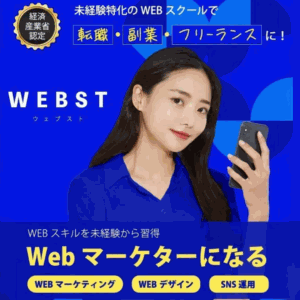 経済
産業省
認定
未経験特化の WEB スクールで
転職・副業・フリーランスに!
WEBST
ウェブスト
WEB スキルを未経験から習得
Web マーケターになる
WEB マーケティング
WEB デザイン
SNS 運用